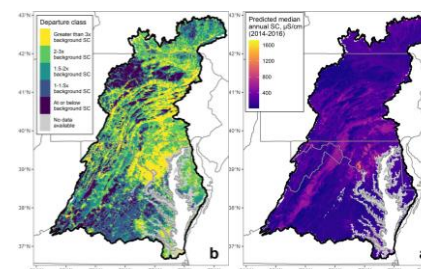 Departure class
Greater than 3x
background SC
2-3x
background SC
1.5-2x
background SC
1-1.5x
background SC
At or below
background SC
No data
available
42°N
41°N
40°N
39°N
38°N
37°N
b
Predicted median
annual SC, µS/cm
(2014-2016)
1600
1200
800
400
42°N
41°N
40°N
39°N
38°N
37°N